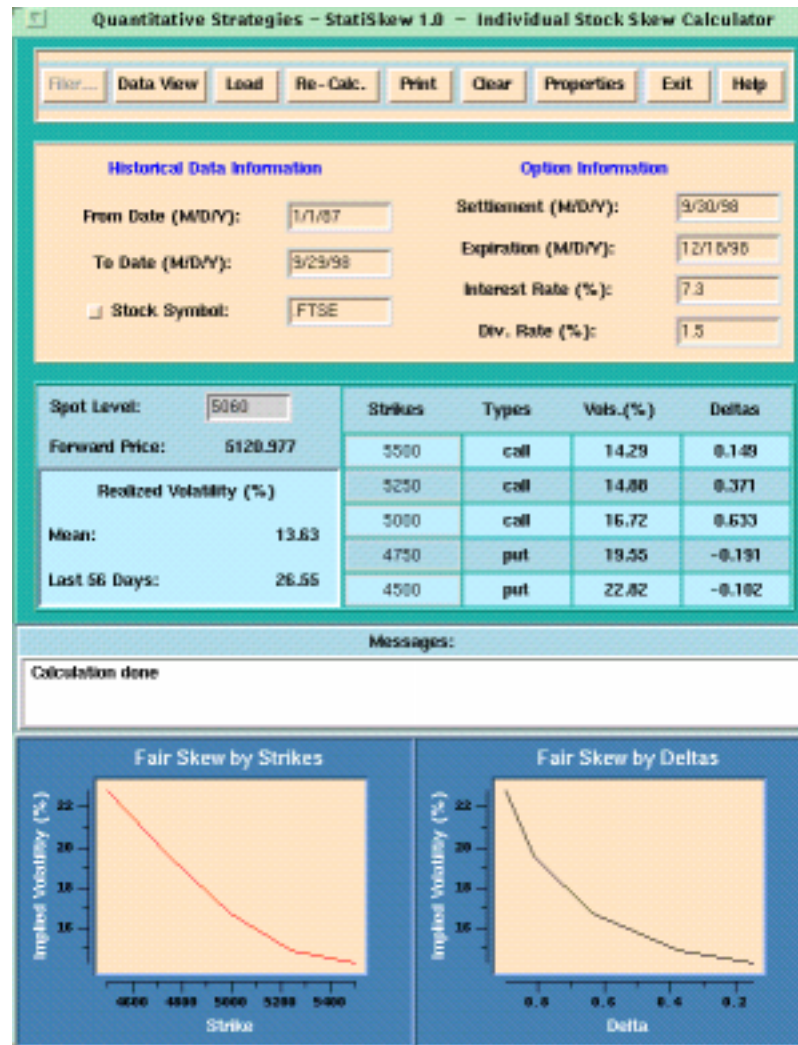 Quantitative Strategies - StatiSkew 1.0 - Individual Stock Skew Calculator
Data View Load Re-Calc. Print Clear Properties Exit Help
Historical Data Information
From Date (M/D/Y): 1/1/87
To Date (M/D/Y): 9/29/98
Stock Symbol: .FTSE
Option Information
Settlement (M/D/Y): 9/30/98
Expiration (M/D/Y):
Interest Rate (%): 7.3
Div. Rate (%): 1.5
Spot Level: 5060
Forward Price: 5120.977
Realized Volatility (%)
Mean: 13.63
Last 56 Days: 26.55
Strikes Types Vols.(%) Deltas
5500 call 14.29 0.149
5250 call 14.88 0.371
5000 call 16.72 0.633
4750 put 19.55 -0.191
4500 put 22.82 -0.102
Messages:
Calculation done
Fair Skew by Strikes
Implied Volatility (%)
22
20
18
16
4600 4800 5000 5200 5400
Strike
Fair Skew by Deltas
Implied Volatility (%)
22
20
18
16
0.8 0.6 0.4 0.2
Delta